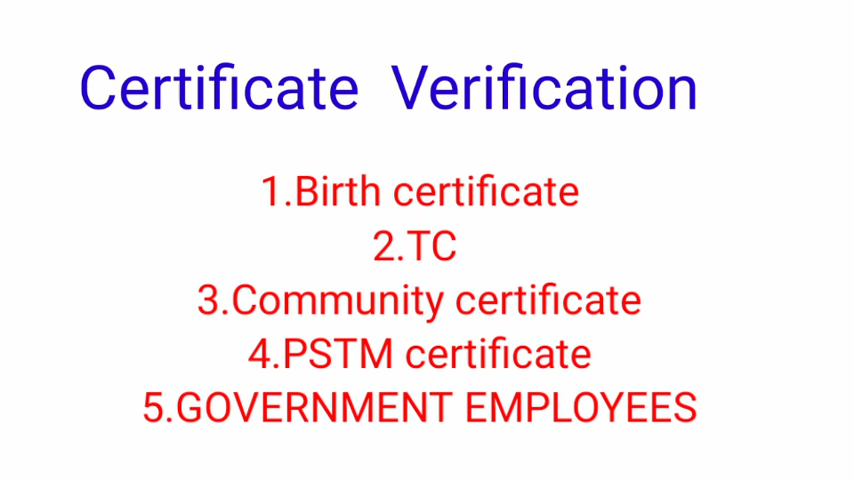 Certificate Verification
1.Birth certificate
2.TC
3.Community certificate
4.PSTM certificate
5.GOVERNMENT EMPLOYEES